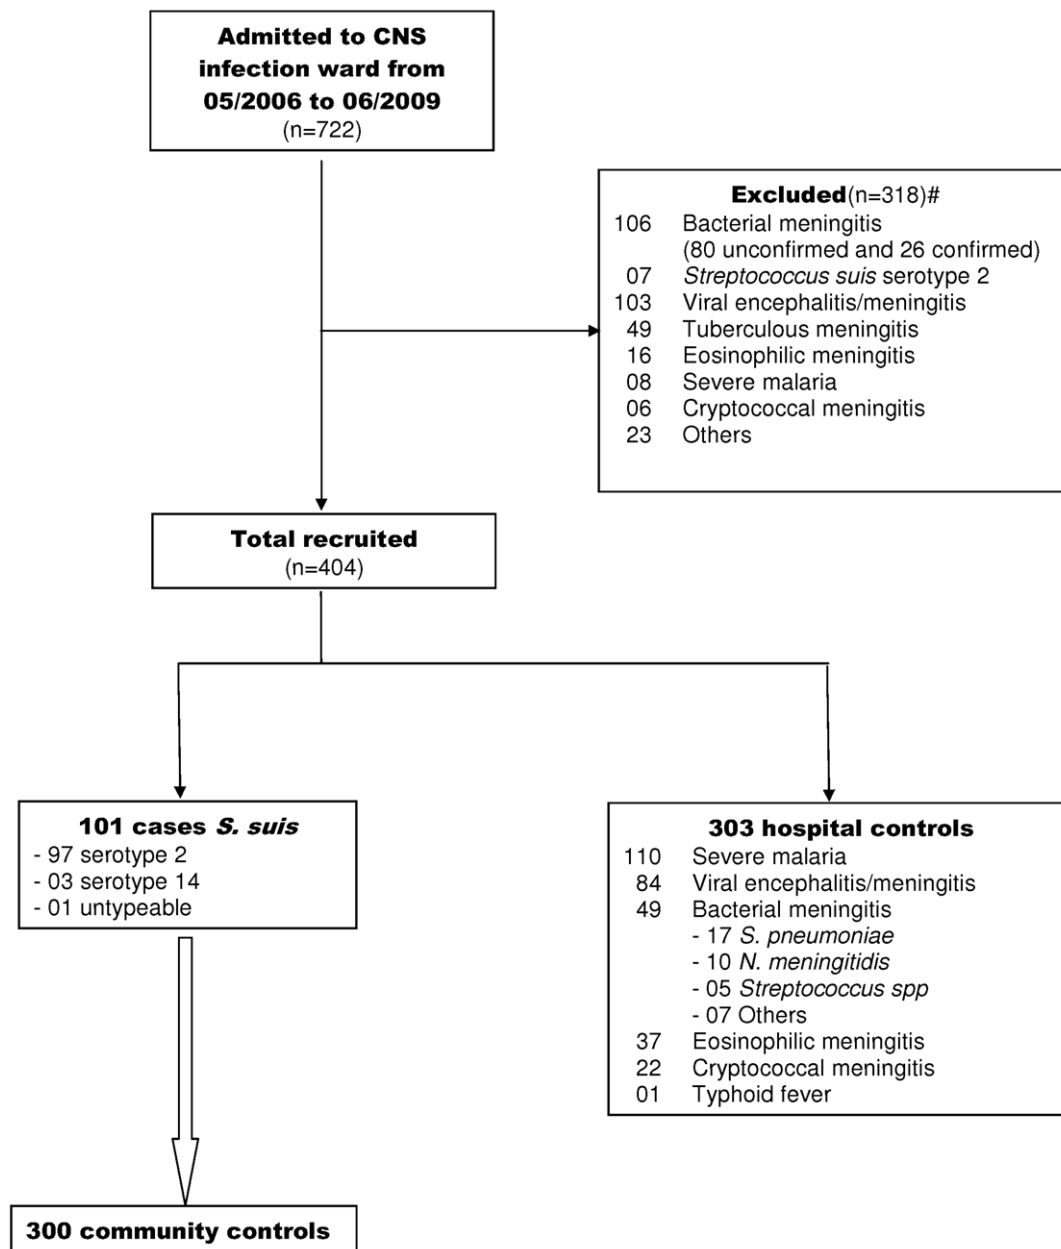 Admitted to CNS
infection ward from
05/2006 to 06/2009
(n=722)
Excluded(n=318)#
106 Bacterial meningitis
(80 unconfirmed and 26 confirmed)
07 Streptococcus suis serotype 2
103 Viral encephalitis/meningitis
49 Tuberculous meningitis
16 Eosinophilic meningitis
08 Severe malaria
06 Cryptococcal meningitis
23 Others
Total recruited
(n=404)
101 cases S. suis
- 97 serotype 2
- 03 serotype 14
- 01 untypeable
303 hospital controls
110 Severe malaria
84 Viral encephalitis/meningitis
49 Bacterial meningitis
- 17 S. pneumoniae
- 10 N. meningitidis
- 05 Streptococcus spp
- 07 Others
37 Eosinophilic meningitis
22 Cryptococcal meningitis
01 Typhoid fever
300 community controls